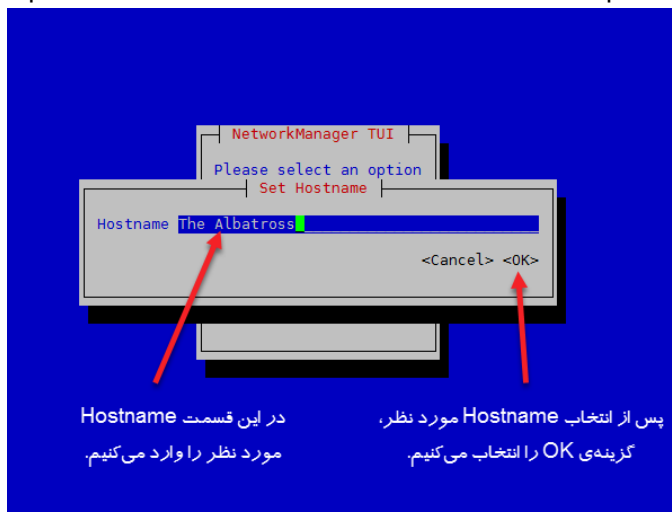 NetworkManager TUI
Please select an option
Set Hostname
Hostname The Albatross
<Cancel> <OK>
پس از انتخاب Hostname مورد نظر،
گزینه‌ی OK را انتخاب می‌کنیم.
در این قسمت Hostname
مورد نظر را وارد می‌کنیم.